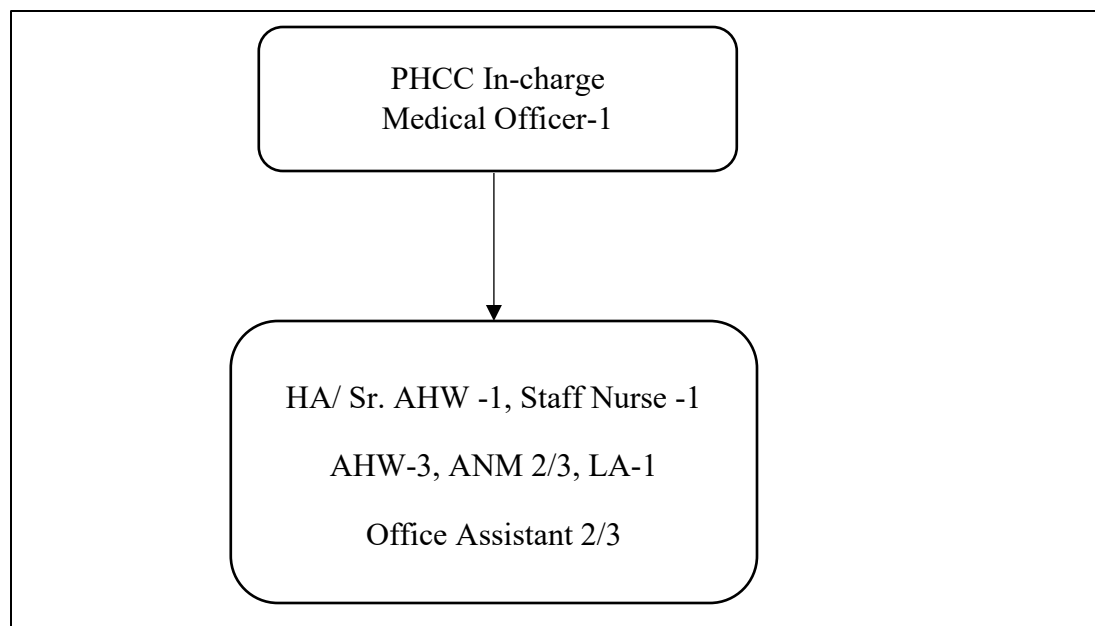 PHCC In-charge
Medical Officer-1
HA/ Sr. AHW -1, Staff Nurse -1
AHW-3, ANM 2/3, LA-1
Office Assistant 2/3